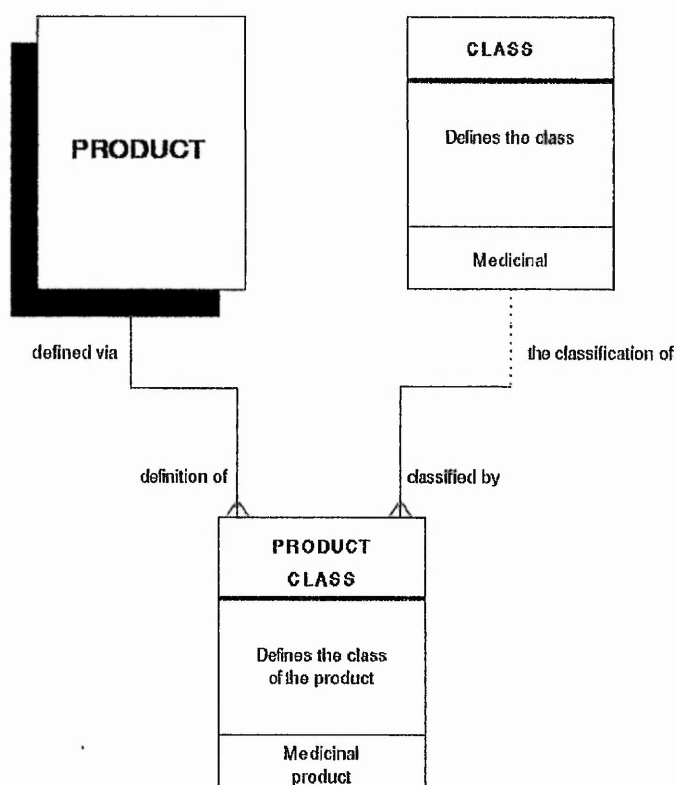 PRODUCT
CLASS
Defines the class
Medicinal
defined via
the classification of
definition of
classified by
PRODUCT
CLASS
Defines the class
of the product
Medicinal
product